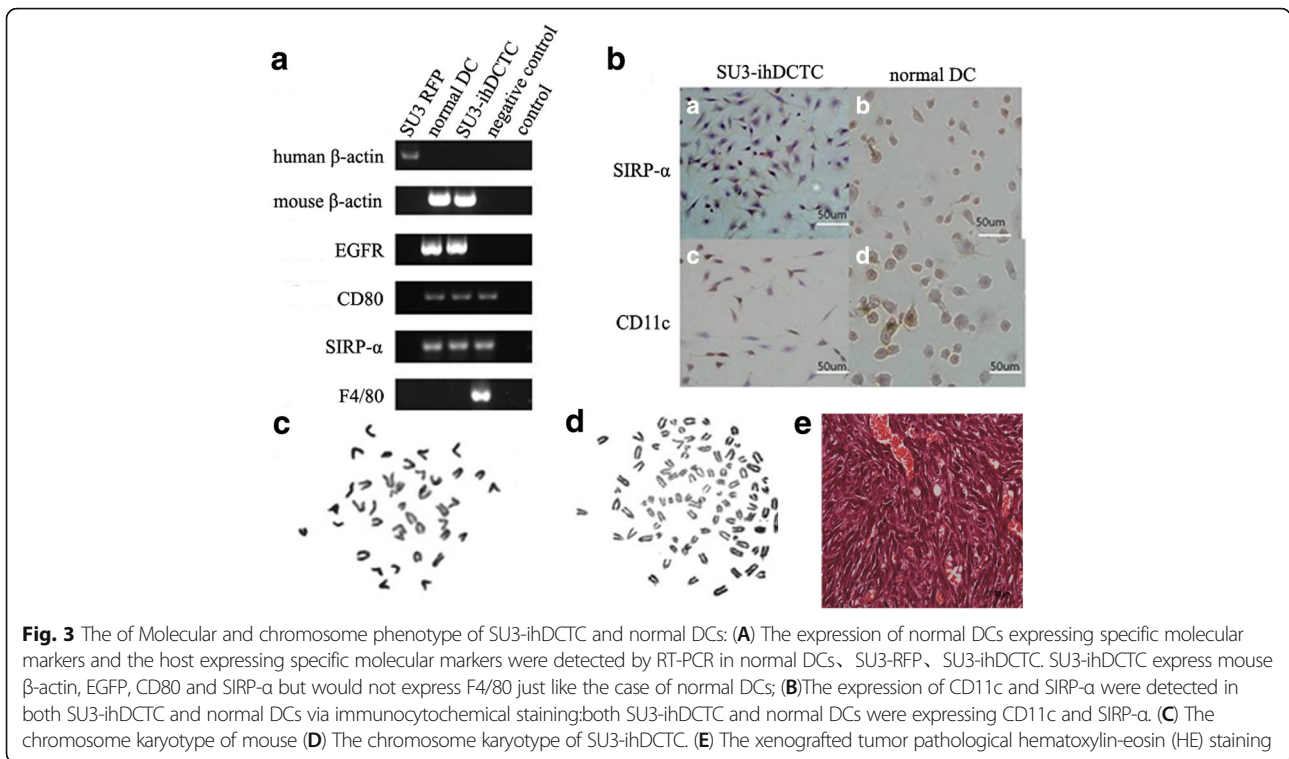 a
SU3 RFP
normal DC
SU3-ihDCTC
negative control
control
human β-actin
mouse β-actin
EGFR
CD80
SIRP-α
F4/80
b
SU3-ihDCTC normal DC
SIRP-α
a
50um
b
50um
CD11c
c
50um
d
50um
c
d
e
Fig. 3 The of Molecular and chromosome phenotype of SU3-ihDCTC and normal DCs: (A) The expression of normal DCs expressing specific molecular
markers and the host expressing specific molecular markers were detected by RT-PCR in normal DCs、SU3-RFP、SU3-ihDCTC. SU3-ihDCTC express mouse
β-actin, EGFP, CD80 and SIRP-α but would not express F4/80 just like the case of normal DCs; (B)The expression of CD11c and SIRP-α were detected in
both SU3-ihDCTC and normal DCs via immunocytochemical staining:both SU3-ihDCTC and normal DCs were expressing CD11c and SIRP-α. (C) The
chromosome karyotype of mouse (D) The chromosome karyotype of SU3-ihDCTC. (E) The xenografted tumor pathological hematoxylin-eosin (HE) staining